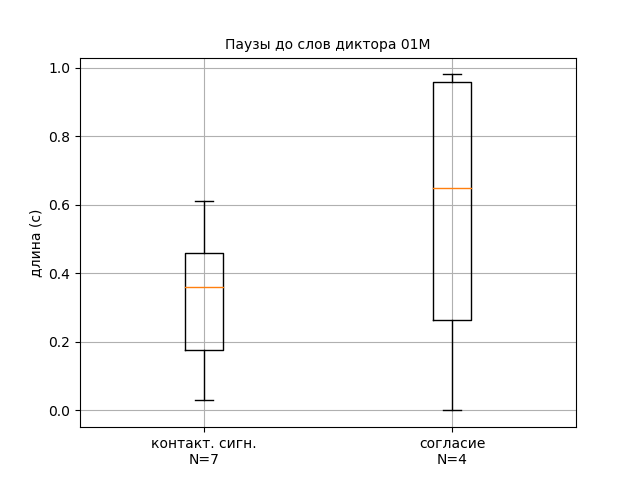 Паузы до слов диктора 01М
длина (с)
1.0
0.8
0.6
0.4
0.2
0.0
контакт. сигн.
N=7
согласие
N=4